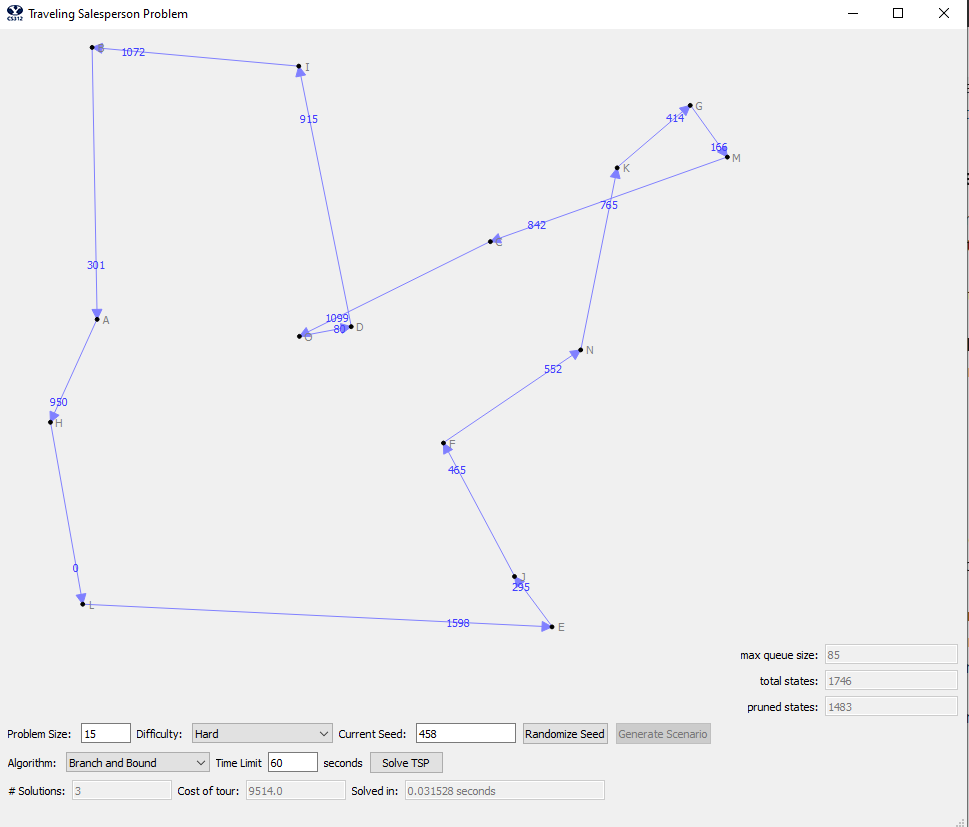 CS312 Traveling Salesperson Problem
1072
I
915
G
414
166
M
K
765
842
C
301
A
1099
80
D
O
N
552
950
H
F
465
0
J
295
L
1598
E
max queue size: 85
total states: 1746
pruned states: 1483
Problem Size: 15 Difficulty: Hard Current Seed: 458 Randomize Seed Generate Scenario
Algorithm: Branch and Bound Time Limit 60 seconds Solve TSP
# Solutions: 3 Cost of tour: 9514.0 Solved in: 0.031528 seconds